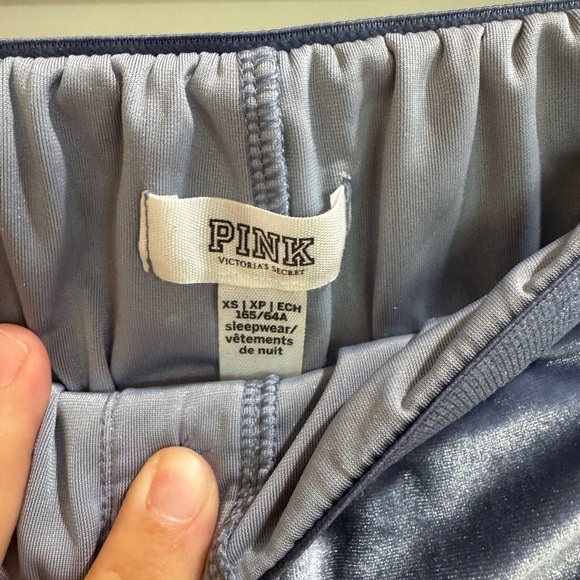 PINK
VICTORIA'S SECRET
XS | XP | ECH
165/64A
sleepwear/
vêtements
de nuit